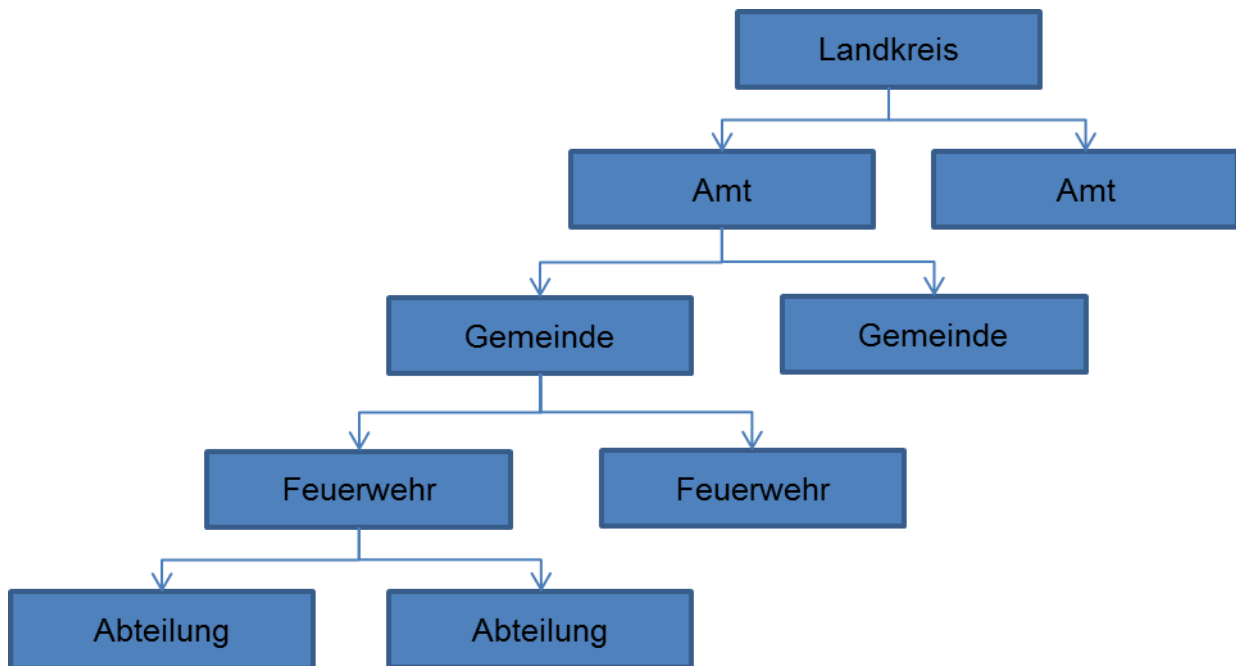 Landkreis
Amt
Amt
Gemeinde
Gemeinde
Feuerwehr
Feuerwehr
Abteilung
Abteilung